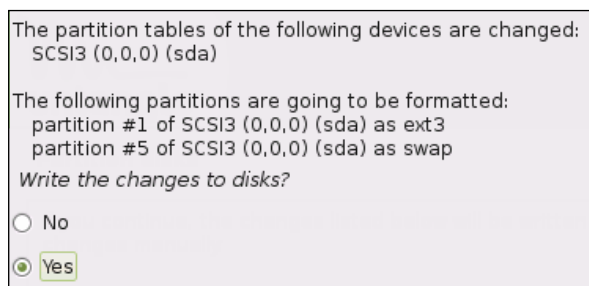 The partition tables of the following devices are changed:
SCSI3 (0,0,0) (sda)
The following partitions are going to be formatted:
partition #1 of SCSI3 (0,0,0) (sda) as ext3
partition #5 of SCSI3 (0,0,0) (sda) as swap
Write the changes to disks?
No
Yes